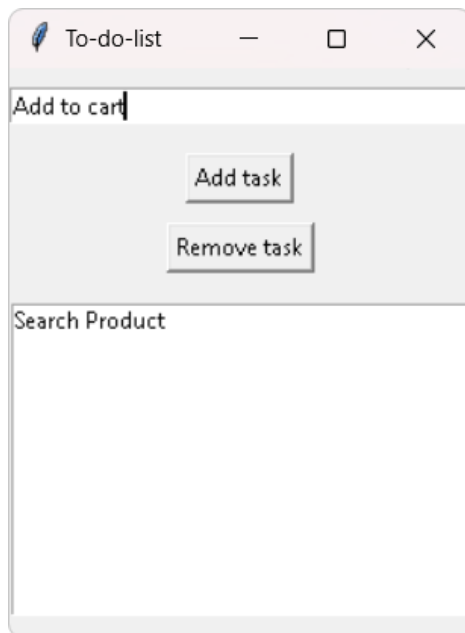 To-do-list
Add to cart
Add task
Remove task
Search Product